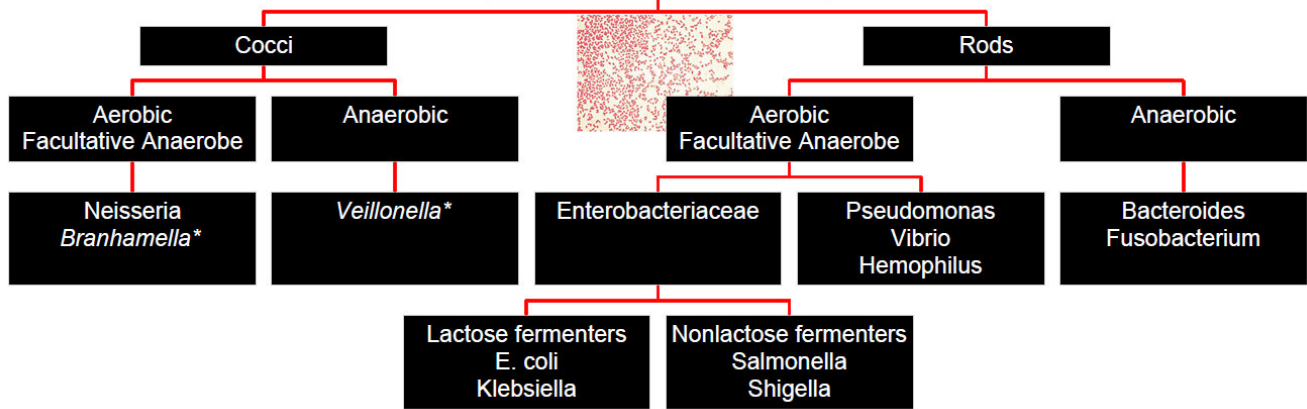 Cocci
Rods
Aerobic
Facultative Anaerobe
Anaerobic
Aerobic
Facultative Anaerobe
Anaerobic
Neisseria
Branhamella*
Veillonella*
Enterobacteriaceae
Pseudomonas
Vibrio
Hemophilus
Bacteroides
Fusobacterium
Lactose fermenters
E. coli
Klebsiella
Nonlactose fermenters
Salmonella
Shigella